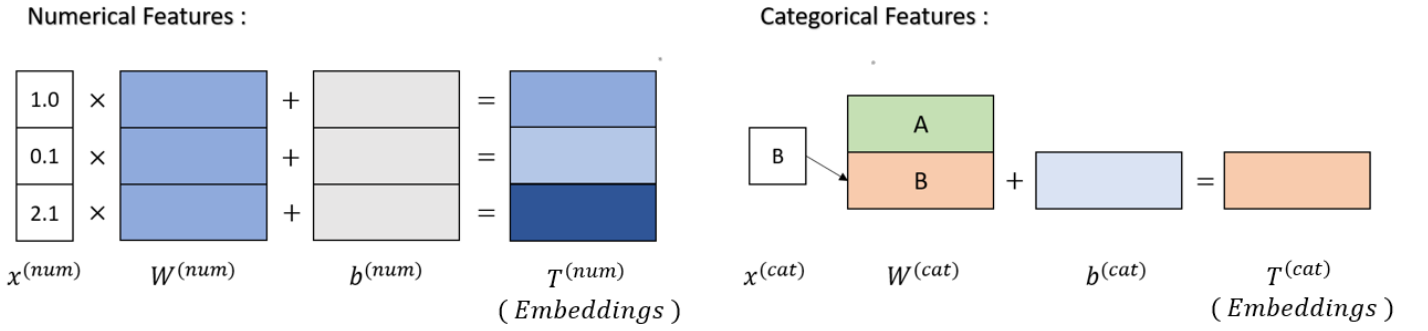 Numerical Features :
1.0 × + =
0.1 × + =
2.1 × + =
x^(num) W^(num) b^(num) T^(num)
( Embeddings )
Categorical Features :
A
B B + =
x^(cat) W^(cat) b^(cat) T^(cat)
( Embeddings )